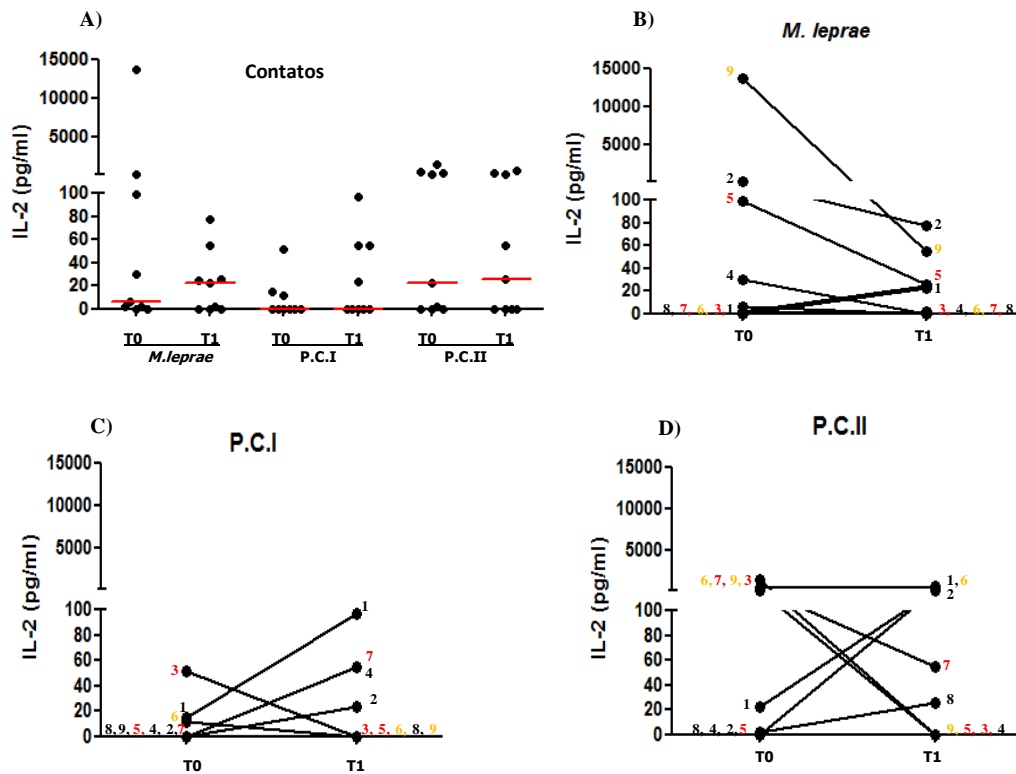 A)
Contatos
IL-2 (pg/ml)
15000
10000
5000
100
80
60
40
20
0
T0 T1 T0 T1 T0 T1
M.leprae P.C.I P.C.II
B)
M. leprae
IL-2 (pg/ml)
15000
10000
5000
100
80
60
40
20
0
9
2
5
4
8, 7, 6, 3, 1
2
9
5
1
3, 4, 6, 7, 8
T0 T1
C)
P.C.I
IL-2 (pg/ml)
15000
10000
5000
100
80
60
40
20
0
3
1
6
8,9, 5, 4, 2,7
1
7
4
2
3, 5, 6, 8, 9
T0 T1
D)
P.C.II
IL-2 (pg/ml)
15000
10000
5000
100
80
60
40
20
0
6, 7, 9, 3
1
8, 4, 2,5
1, 6
2
7
8
9, 5, 3, 4
T0 T1